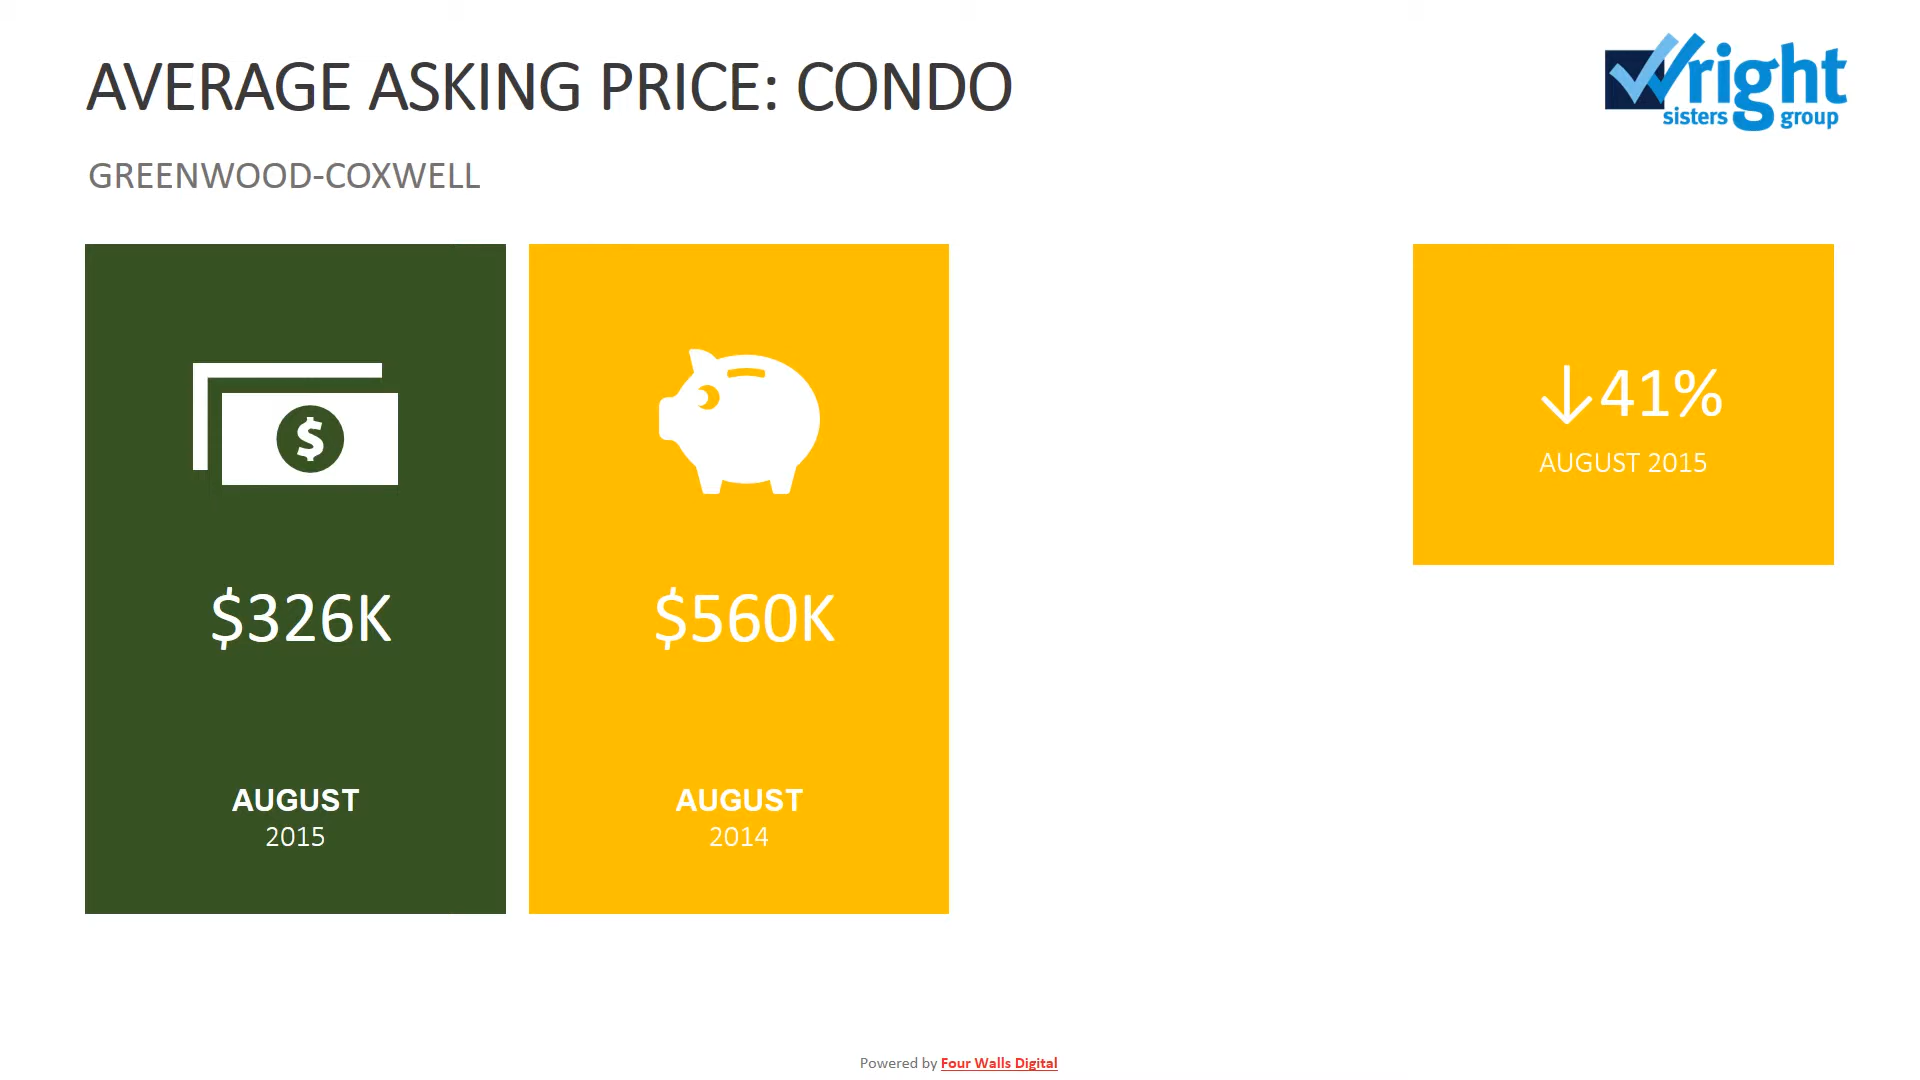 AVERAGE ASKING PRICE: CONDO
Wright
sisters group
GREENWOOD-COXWELL
$
$326K
AUGUST
2015
$560K
AUGUST
2014
↓41%
AUGUST 2015
Powered by Four Walls Digital